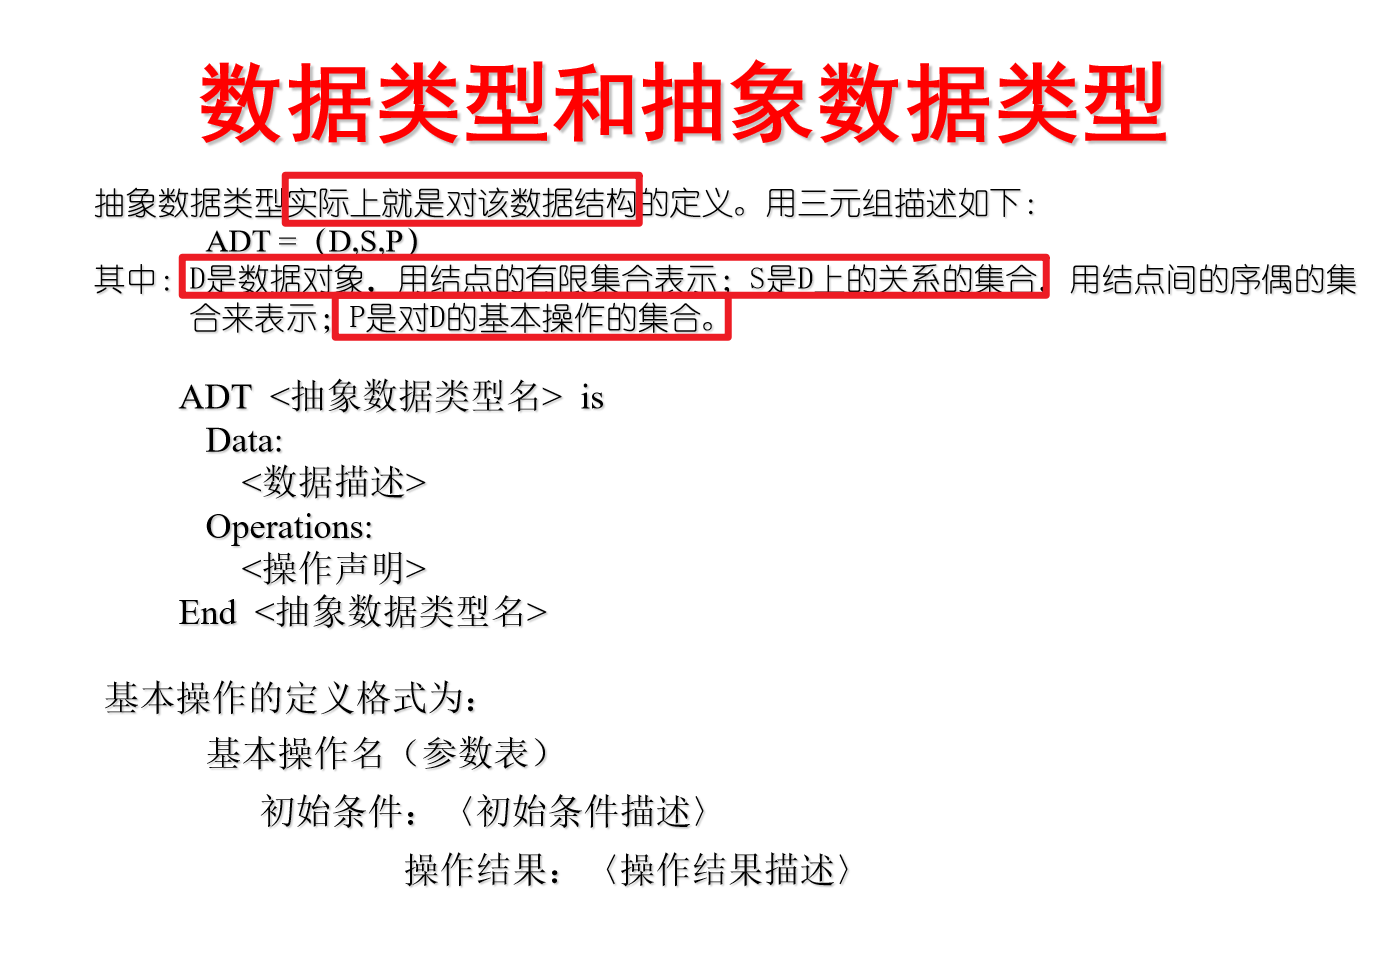 数据类型和抽象数据类型
抽象数据类型实际上就是对该数据结构的定义。用三元组描述如下:
ADT =（D,S,P）
其中: D是数据对象, 用结点的有限集合表示; S是D上的关系的集合, 用结点间的序偶的集
合来表示; P是对D的基本操作的集合。
ADT <抽象数据类型名> is
Data:
<数据描述>
Operations:
<操作声明>
End <抽象数据类型名>
基本操作的定义格式为：
基本操作名（参数表）
初始条件：〈初始条件描述〉
操作结果：〈操作结果描述〉